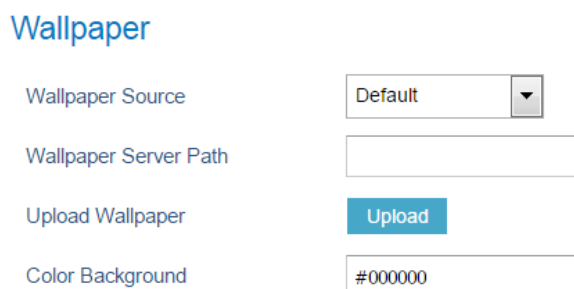 Wallpaper
Wallpaper Source Default
Wallpaper Server Path
Upload Wallpaper Upload
Color Background #000000